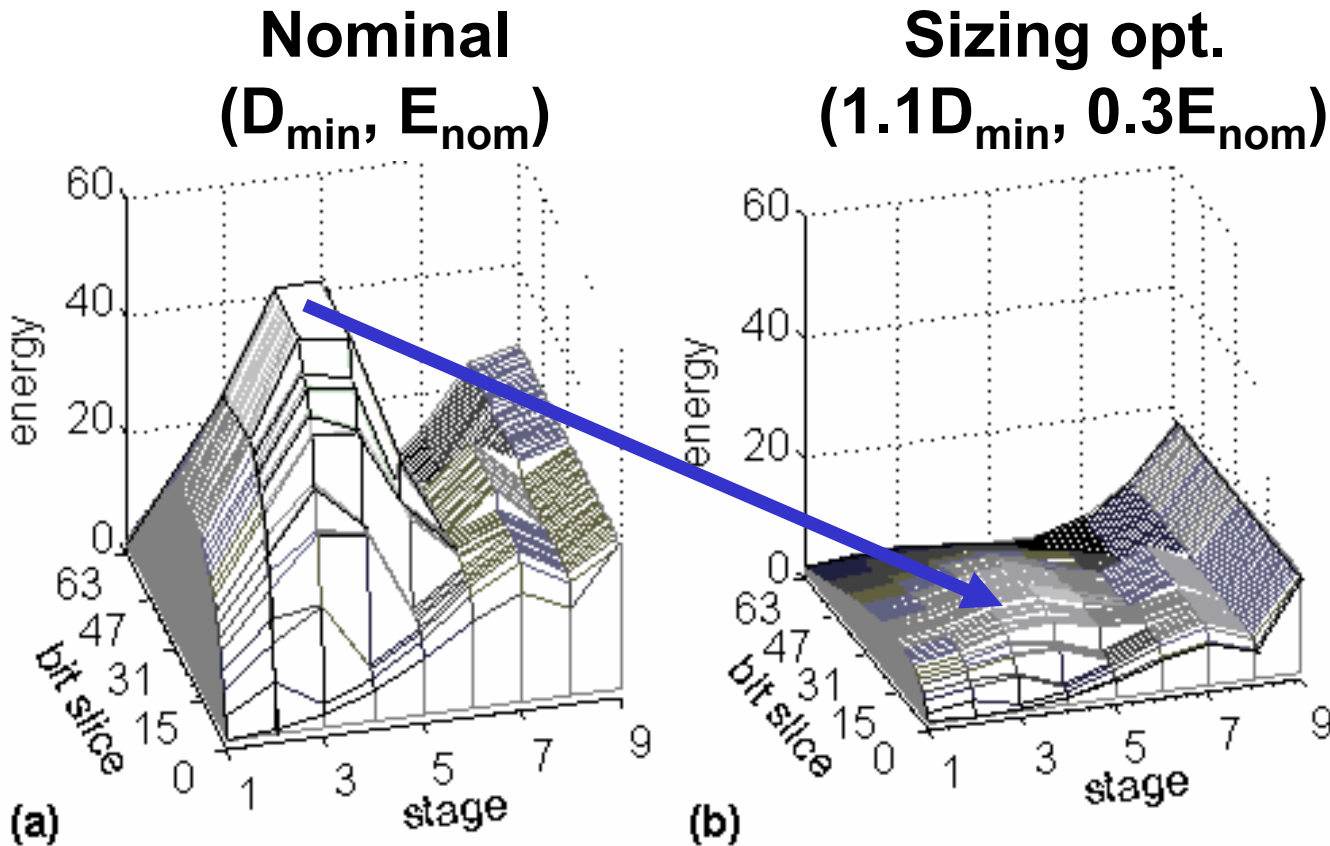 Nominal
(Dmin, Enom)
Sizing opt.
(1.1Dmin, 0.3Enom)
60
40
20
0
energy
63
47
31
15
0
bit slice
1
3
5
7
9
stage
(a)
60
40
20
0
energy
63
47
31
15
0
bit slice
1
3
5
7
9
stage
(b)